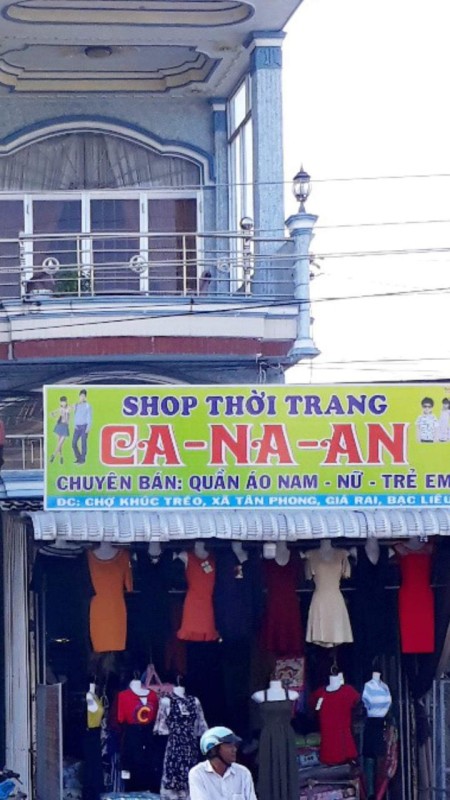 SHOP THỜI TRANG
CA-NA-AN
CHUYÊN BÁN: QUẦN ÁO NAM - NỮ - TRẺ EM
ĐC: CHỢ KHÚC TRÉO, XÃ TÂN PHONG, GIÁ RAI, BẠC LIÊU
C